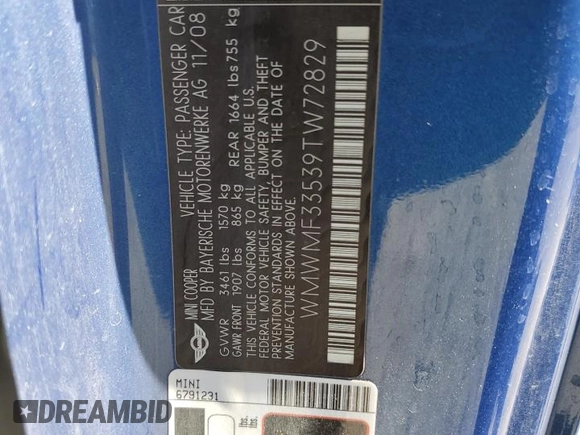 VEHICLE TYPE: PASSENGER CAR
MINI COOPER
MFD BY BAYERISCHE MOTORENWERKE AG 11/08
GVWR 3461 lbs 1570 kg
GAWR FRONT 1907 lbs 865 kg REAR 1664 lbs 755 kg
THIS VEHICLE CONFORMS TO ALL APPLICABLE U.S.
FEDERAL MOTOR VEHICLE SAFETY, BUMPER AND THEFT
PREVENTION STANDARDS IN EFFECT ON THE DATE OF
MANUFACTURE SHOWN ABOVE.
WMWMF33539TW72829
MINI
6791231
DREAMBID